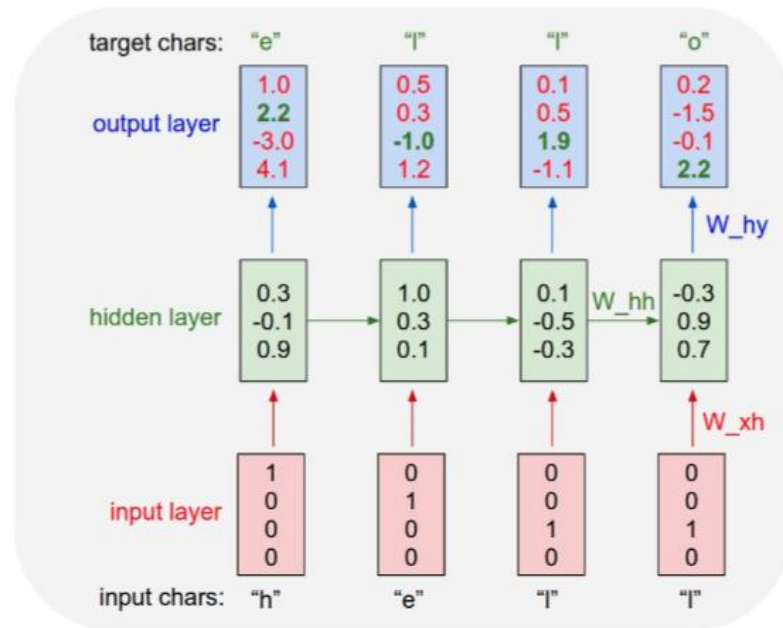 target chars: “e” “l” “l” “o”
1.0 0.5 0.1 0.2
2.2 0.3 0.5 -1.5
output layer
-3.0 -1.0 1.9 -0.1
4.1 1.2 -1.1 2.2
W_hy
0.3 1.0 0.1 W_hh -0.3
hidden layer -0.1 0.3 -0.5 0.9
0.9 0.1 -0.3 0.7
W_xh
1 0 0 0
0 1 0 0
input layer
0 0 1 1
0 0 0 0
input chars: “h” “e” “l” “l”